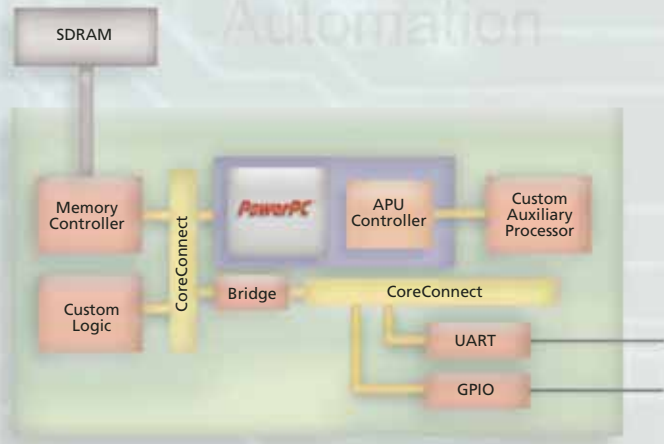 Automation
SDRAM
Memory
Controller
CoreConnect
PowerPC
APU
Controller
Custom
Auxiliary
Processor
Custom
Logic
Bridge
CoreConnect
UART
GPIO